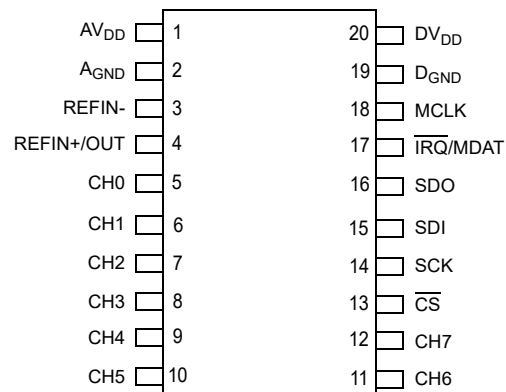 AVDD 1 20 DVDD
AGND 2 19 DGND
REFIN- 3 18 MCLK
REFIN+/OUT 4 17 IRQ/MDAT
CH0 5 16 SDO
CH1 6 15 SDI
CH2 7 14 SCK
CH3 8 13 CS
CH4 9 12 CH7
CH5 10 11 CH6